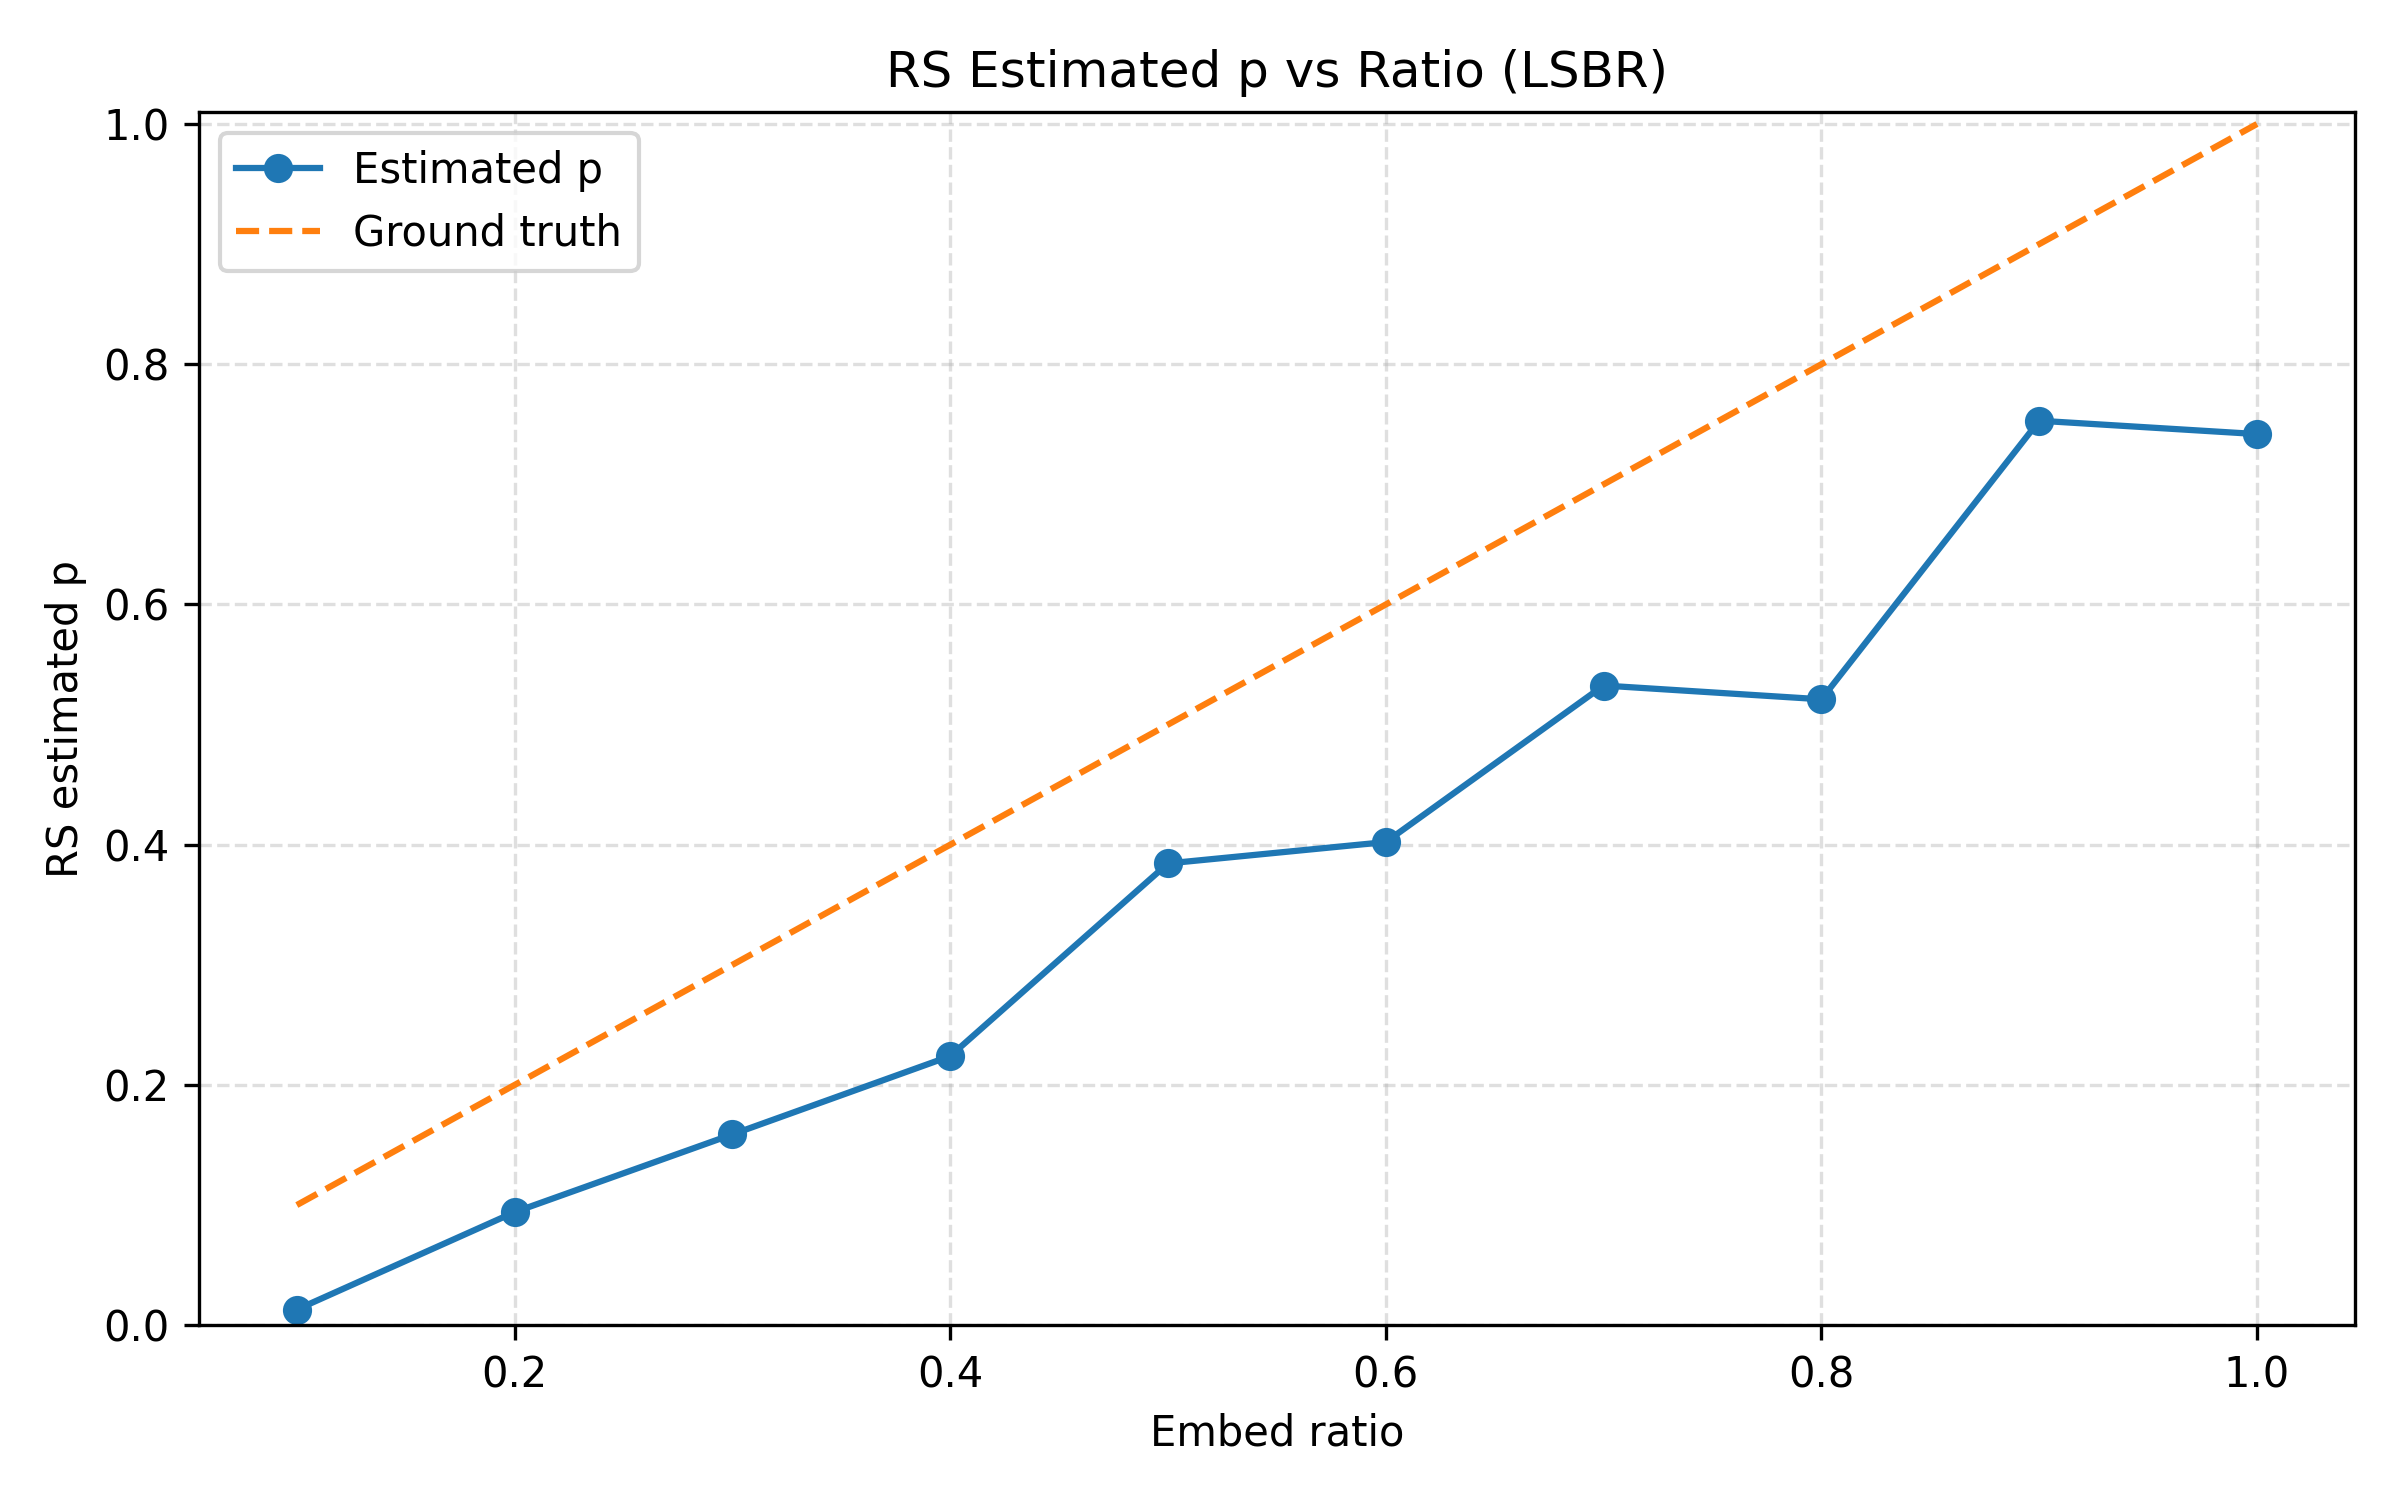 RS Estimated p vs Ratio (LSBR)
Estimated p
Ground truth
1.0
0.8
0.6
0.4
0.2
0.0
RS estimated p
0.2 0.4 0.6 0.8 1.0
Embed ratio